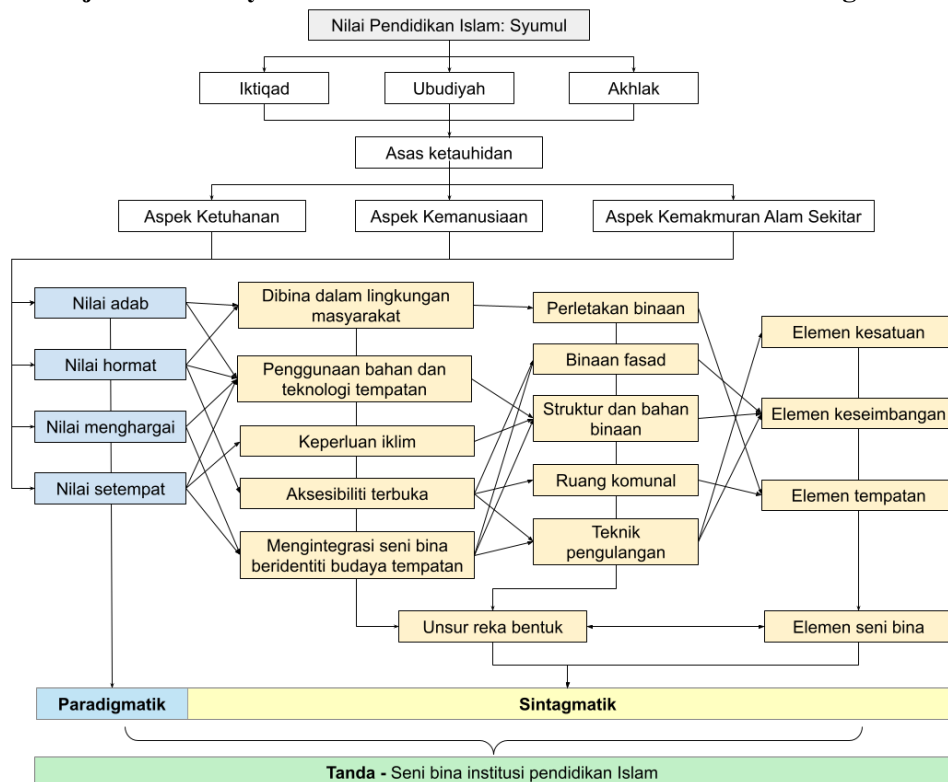 Nilai Pendidikan Islam: Syumul
Iktiqad
Ubudiyah
Akhlak
Asas ketauhidan
Aspek Ketuhanan
Aspek Kemanusiaan
Aspek Kemakmuran Alam Sekitar
Nilai adab
Nilai hormat
Nilai menghargai
Nilai setempat
Dibina dalam lingkungan
masyarakat
Penggunaan bahan dan
teknologi tempatan
Keperluan iklim
Aksesibiliti terbuka
Mengintegrasi seni bina
beridentiti budaya tempatan
Perletakan binaan
Binaan fasad
Struktur dan bahan
binaan
Ruang komunal
Teknik
pengulangan
Elemen kesatuan
Elemen keseimbangan
Elemen tempatan
Unsur reka bentuk
Elemen seni bina
Paradigmatik
Sintagmatik
Tanda - Seni bina institusi pendidikan Islam